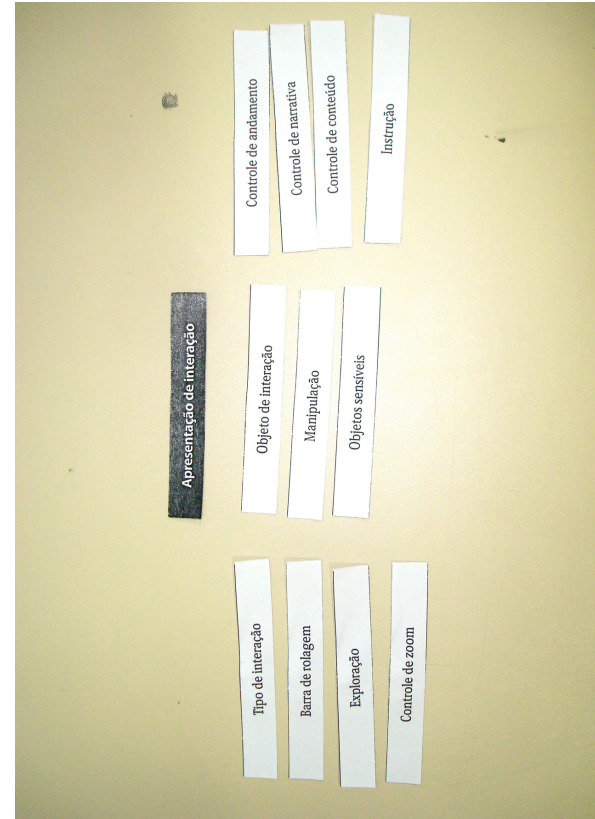 Apresentação de interação
Tipo de interação
Barra de rolagem
Exploração
Controle de zoom
Objeto de interação
Manipulação
Objetos sensíveis
Controle de andamento
Controle de narrativa
Controle de conteúdo
Instrução